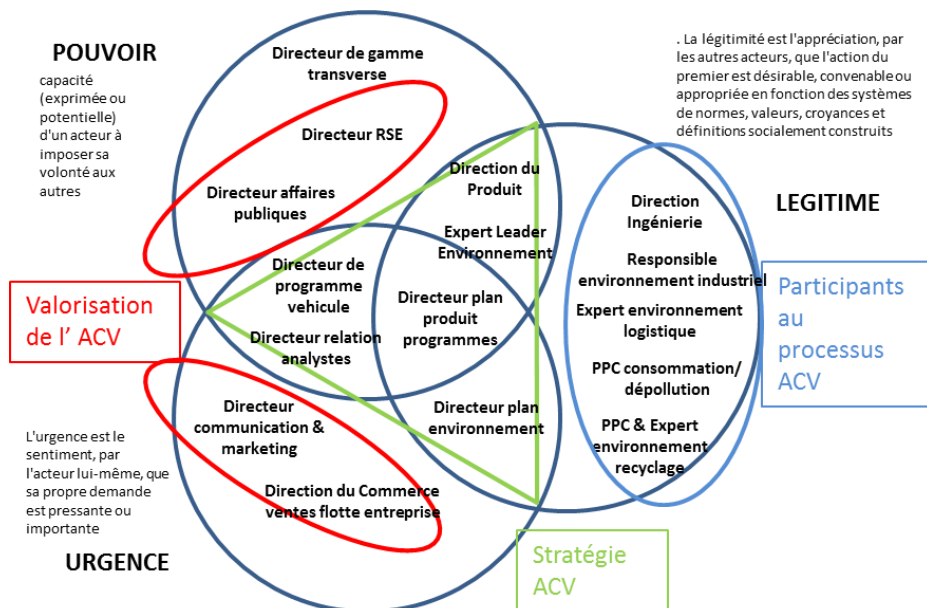 POUVOIR
capacité
(exprimée ou
potentielle)
d'un acteur à
imposer sa
volonté aux
autres
Directeur de gamme
transverse
Directeur RSE
Directeur affaires
publiques
. La légitimité est l'appréciation, par
les autres acteurs, que l'action du
premier est désirable, convenable ou
appropriée en fonction des systèmes
de normes, valeurs, croyances et
définitions socialement construits
LEGITIME
Direction du
Produit
Expert Leader
Environnement
Directeur de
programme
vehicule
Directeur relation
analystes
Directeur plan
produit
programmes
Directeur plan
environnement
Direction
Ingénierie
Responsible
environnement industriel
Expert environnement
logistique
PPC consommation/
dépollution
PPC & Expert
environnement
recyclage
Participants
au
processus
ACV
Valorisation
de l' ACV
Directeur
communication &
marketing
Direction du Commerce
ventes flotte entreprise
L'urgence est le
sentiment, par
l'acteur lui-même, que
sa propre demande
est pressante ou
importante
URGENCE
Stratégie
ACV